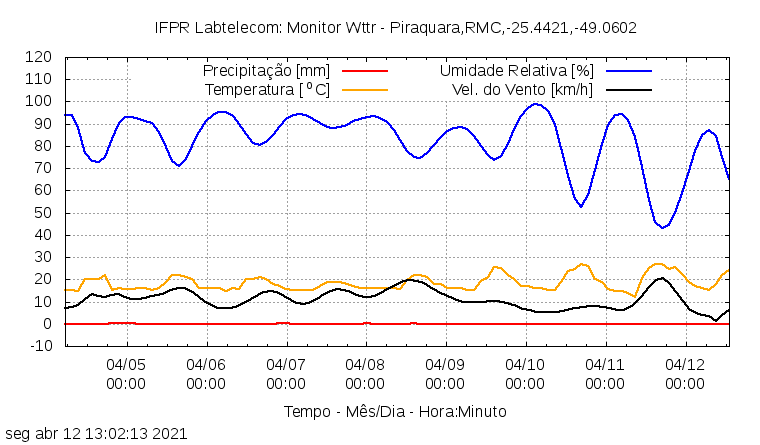 IFPR Labtelecom: Monitor Wttr - Piraquara,RMC,-25.4421,-49.0602
120
110
100
90
80
70
60
50
40
30
20
10
0
-10
Precipitação [mm]
Temperatura [ ⁰C]
Umidade Relativa [%]
Vel. do Vento [km/h]
04/05 04/06 04/07 04/08 04/09 04/10 04/11 04/12
00:00 00:00 00:00 00:00 00:00 00:00 00:00 00:00
Tempo - Mês/Dia - Hora:Minuto
seg abr 12 13:02:13 2021